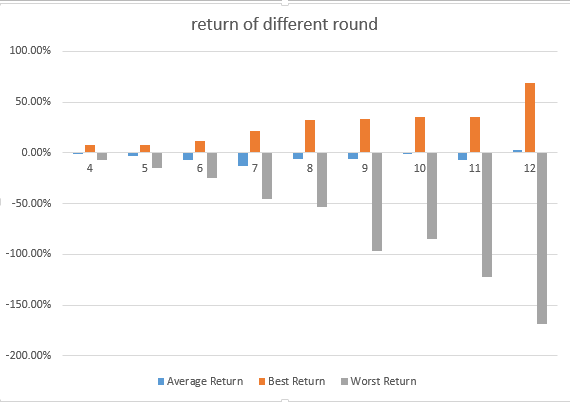 return of different round
100.00%
50.00%
0.00%
4 5 6 7 8 9 10 11 12
-50.00%
-100.00%
-150.00%
-200.00%
Average Return Best Return Worst Return